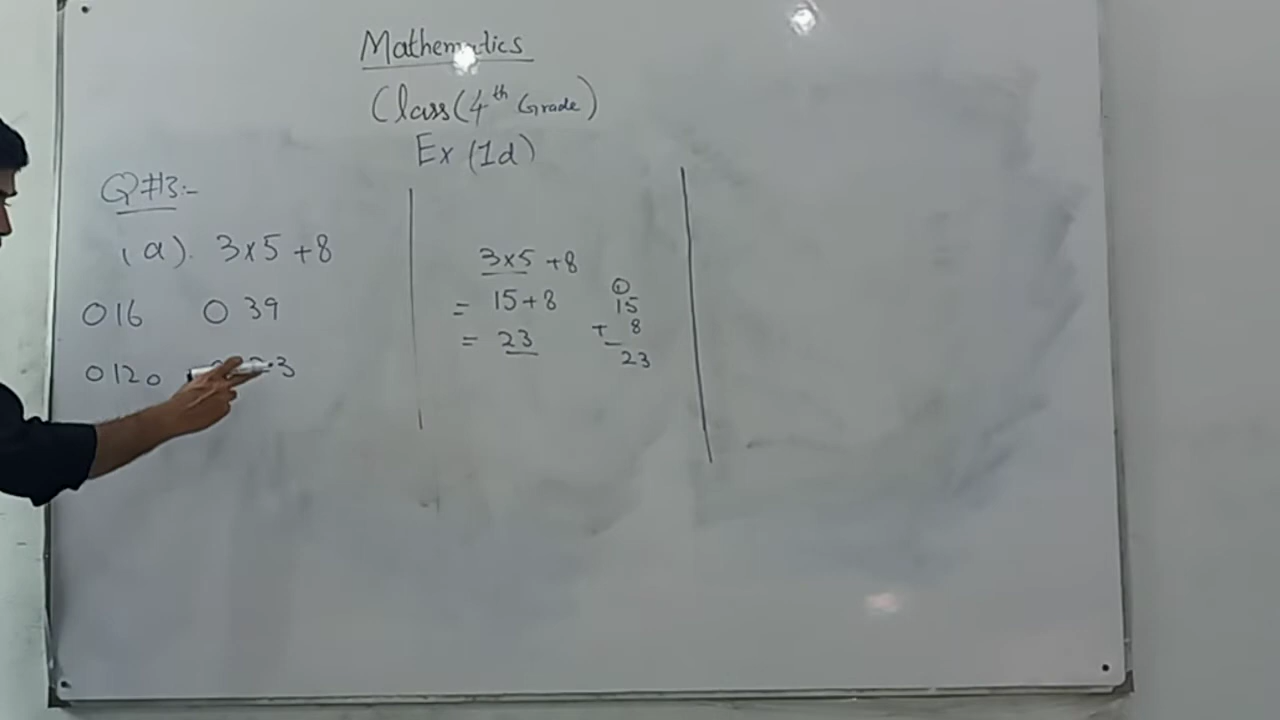 Mathematics
Class (4th Grade)
Ex (1d)
Q#3:-
(a). 3x5 +8
O 16 O 39
O 120
3x5 +8
= 15+8
= 23
1
15
+ 8
23